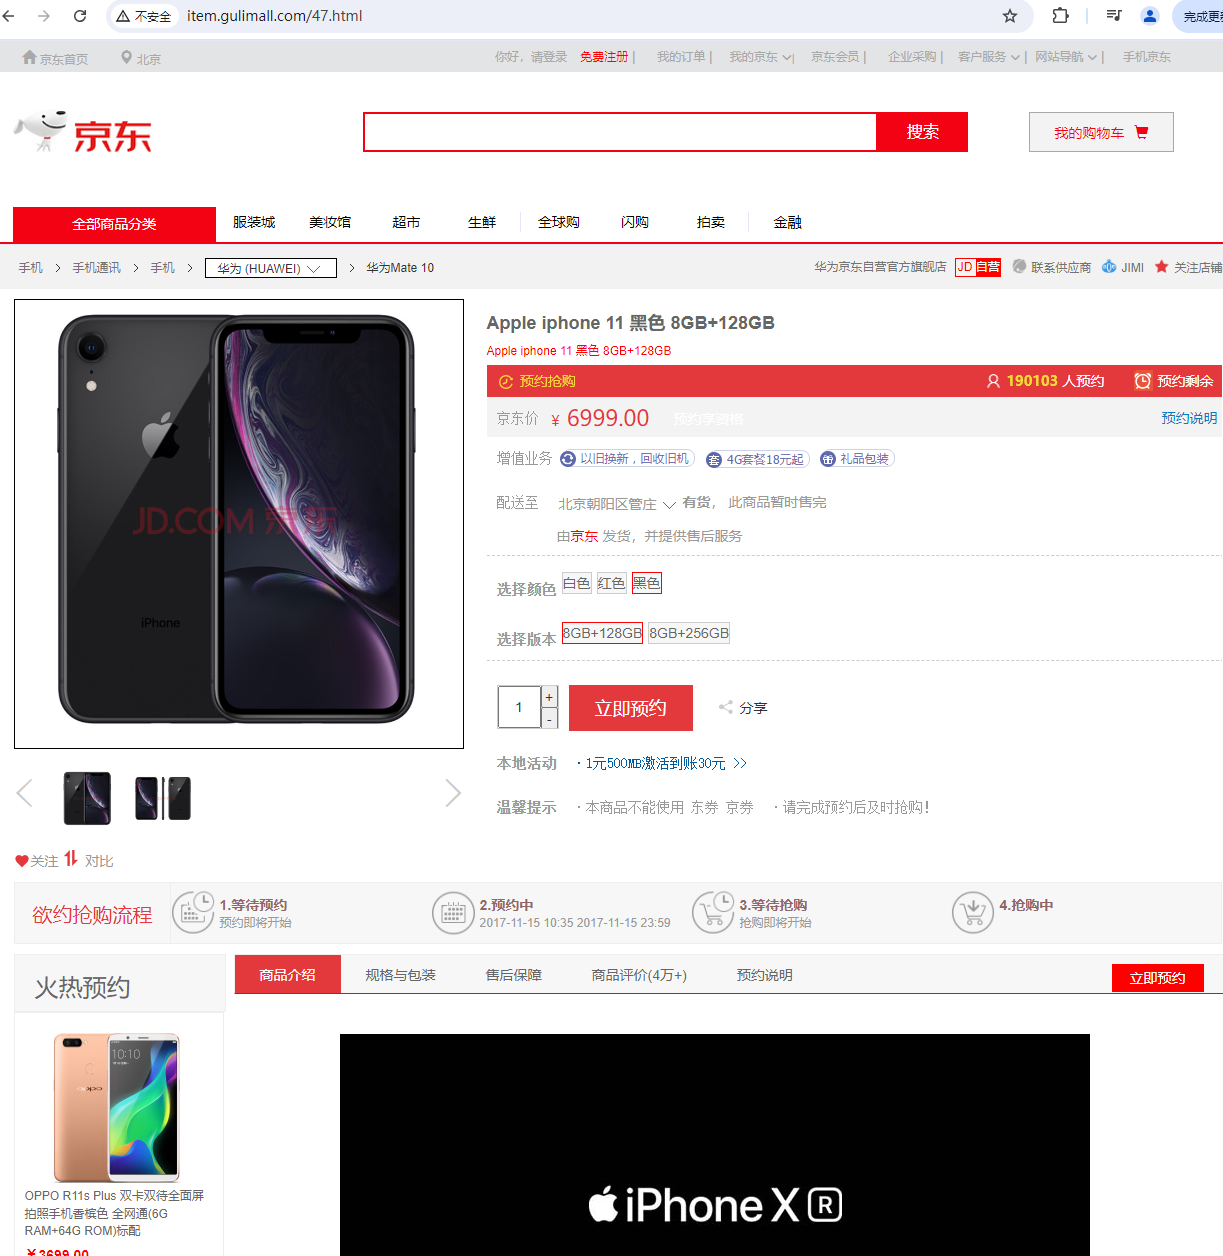 不安全 item.gulimall.com/47.html 完成更新
京东首页 北京 你好，请登录 免费注册 | 我的订单 | 我的京东 | 京东会员 | 企业采购 | 客户服务 | 网站导航 | 手机京东
京东 搜索 我的购物车
全部商品分类 服装城 美妆馆 超市 生鲜 全球购 闪购 拍卖 金融
手机 > 手机通讯 > 手机 > 华为 (HUAWEI) > 华为Mate 10 华为京东自营官方旗舰店 JD 自营 联系供应商 JIMI 关注店铺
Apple iphone 11 黑色 8GB+128GB
Apple iphone 11 黑色 8GB+128GB
预约抢购 190103 人预约 预约剩余
京东价 ¥ 6999.00 预约享资格 预约说明
增值业务 以旧换新，回收旧机 套 4G套餐18元起 礼品包装
配送至 北京朝阳区管庄 有货， 此商品暂时售完
由京东 发货，并提供售后服务
JD.COM 京东
选择颜色 白色 红色 黑色
iPhone
选择版本 8GB+128GB 8GB+256GB
1 + - 立即预约 分享
本地活动 · 1元500MB激活到账30元 >>
温馨提示 · 本商品不能使用 东券 京券 · 请完成预约后及时抢购！
关注 对比
欲约抢购流程
1.等待预约
预约即将开始
2.预约中
2017-11-15 10:35 2017-11-15 23:59
3.等待抢购
抢购即将开始
4.抢购中
火热预约
商品介绍 规格与包装 售后保障 商品评价(4万+) 预约说明 立即预约
10:10
oppo
OPPO R11s Plus 双卡双待全面屏
拍照手机香槟色 全网通(6G
RAM+64G ROM)标配
¥3699.00
iPhone XR